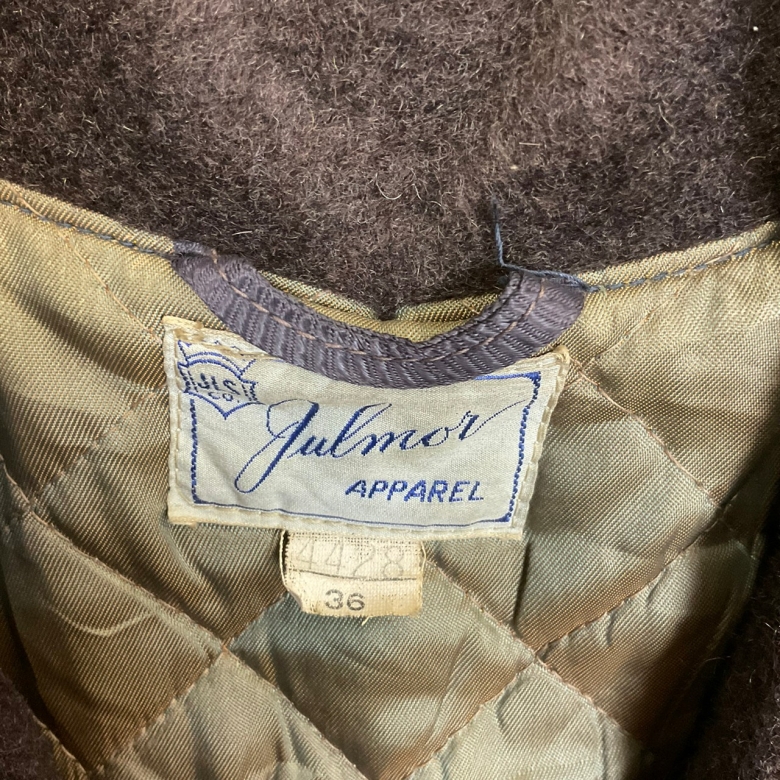 J.L.S.
CO.
Julmor
APPAREL
4428
36